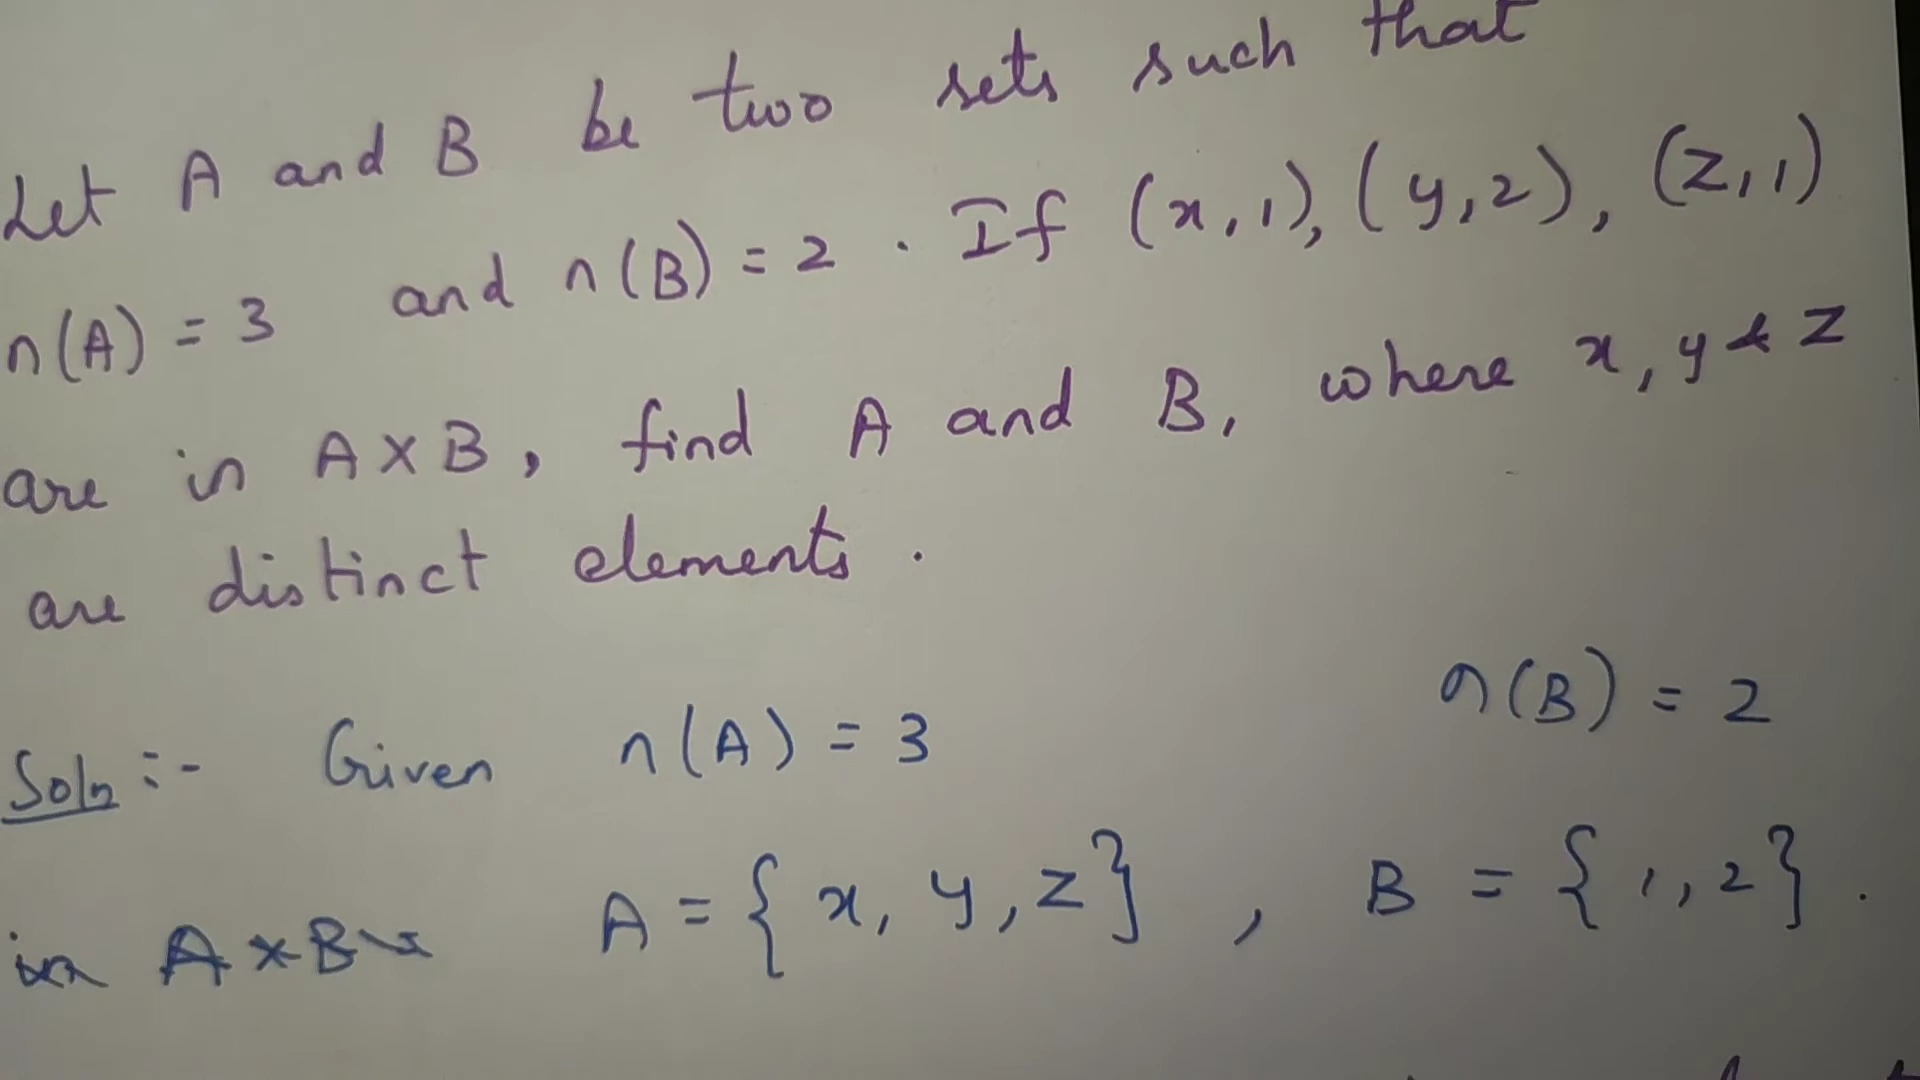 Let A and B be two sets such that
n(A) = 3 and n(B) = 2 . If (x,1), (y,2), (z,1)
are in A×B, find A and B, where x, y & z
are distinct elements.
Soln :- Given n(A) = 3 n(B) = 2
in A×B A = { x, y, z} , B = {1,2} .